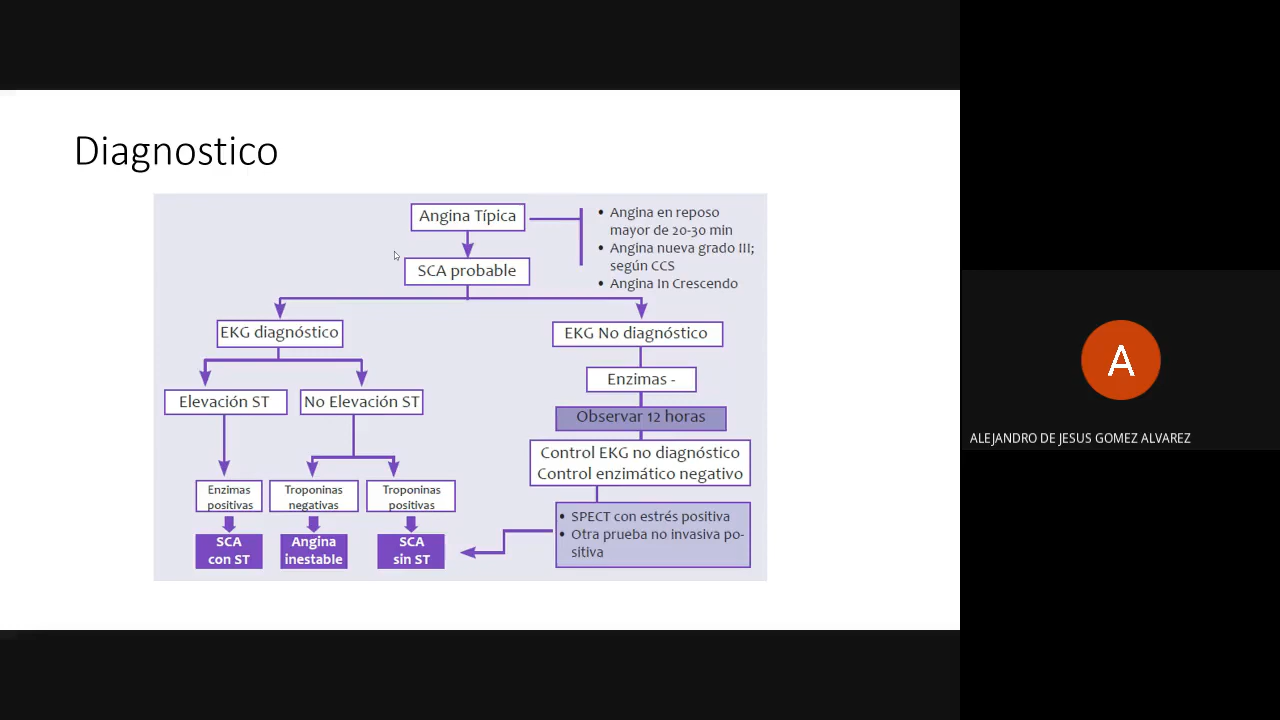 Diagnostico
Angina Típica
• Angina en reposo
mayor de 20-30 min
• Angina nueva grado III;
según CCS
• Angina In Crescendo
SCA probable
EKG diagnóstico
EKG No diagnóstico
Enzimas -
Elevación ST
No Elevación ST
Observar 12 horas
Control EKG no diagnóstico
Control enzimático negativo
Enzimas
positivas
Troponinas
negativas
Troponinas
positivas
• SPECT con estrés positiva
• Otra prueba no invasiva po-
sitiva
SCA
con ST
Angina
inestable
SCA
sin ST
A
ALEJANDRO DE JESUS GOMEZ ALVAREZ